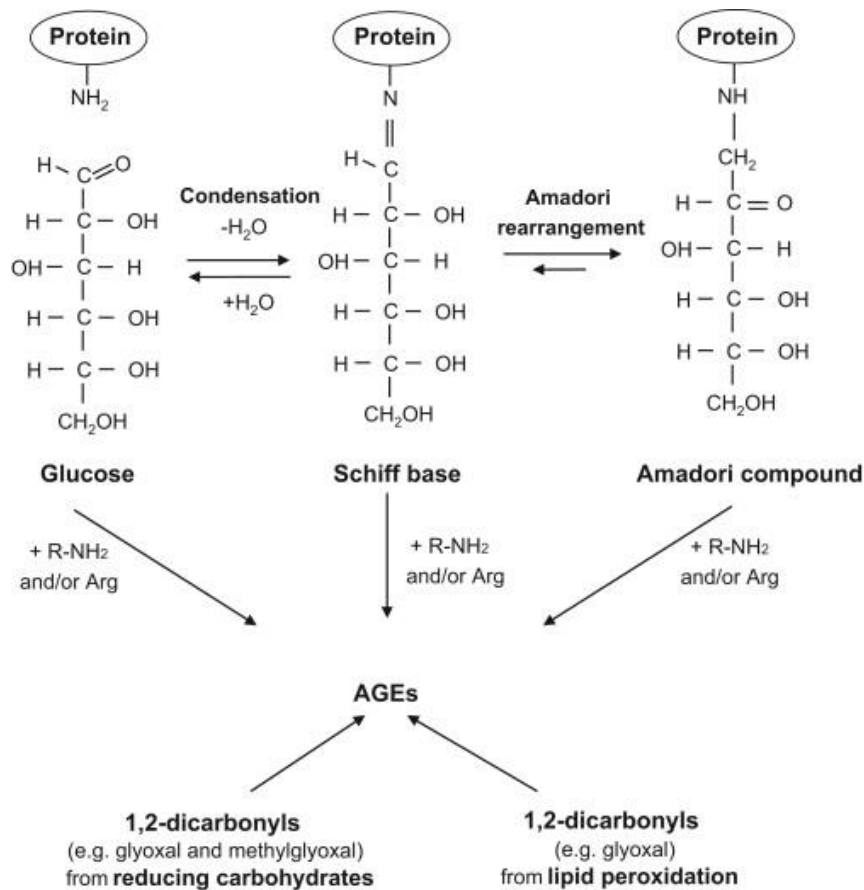 Protein Protein Protein
NH2 N NH
H C O H C CH2
Condensation
-H2O
+H2O
Amadori
rearrangement
H – C – OH H – C – OH H – C = O
OH – C – H OH – C – H OH – C – H
H – C – OH H – C – OH H – C – OH
H – C – OH H – C – OH H – C – OH
CH2OH CH2OH CH2OH
Glucose Schiff base Amadori compound
+ R-NH2
and/or Arg
+ R-NH2
and/or Arg
+ R-NH2
and/or Arg
AGEs
1,2-dicarbonyls
(e.g. glyoxal and methylglyoxal)
from reducing carbohydrates
1,2-dicarbonyls
(e.g. glyoxal)
from lipid peroxidation